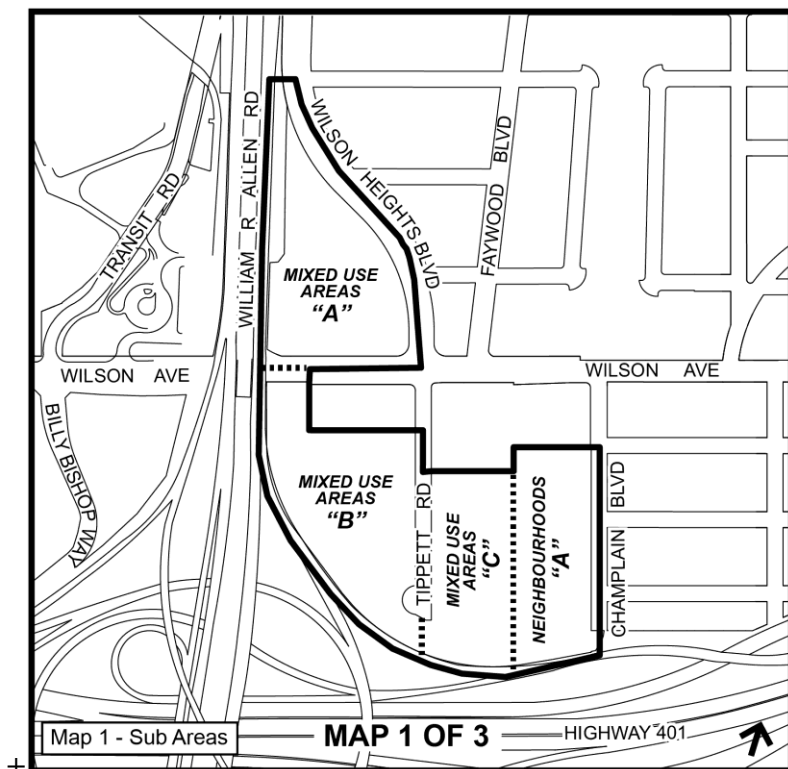 WILLIAM R ALLEN RD
WILSON HEIGHTS BLVD
FAYWOOD BLVD
TRANSIT RD
MIXED USE
AREAS
“A”
WILSON AVE
WILSON AVE
BILLY BISHOP WAY
MIXED USE
AREAS
“B”
TIPPETT RD
MIXED USE
AREAS
“C”
NEIGHBOURHOODS
“A”
CHAMPLAIN BLVD
Map 1 - Sub Areas
MAP 1 OF 3
HIGHWAY 401